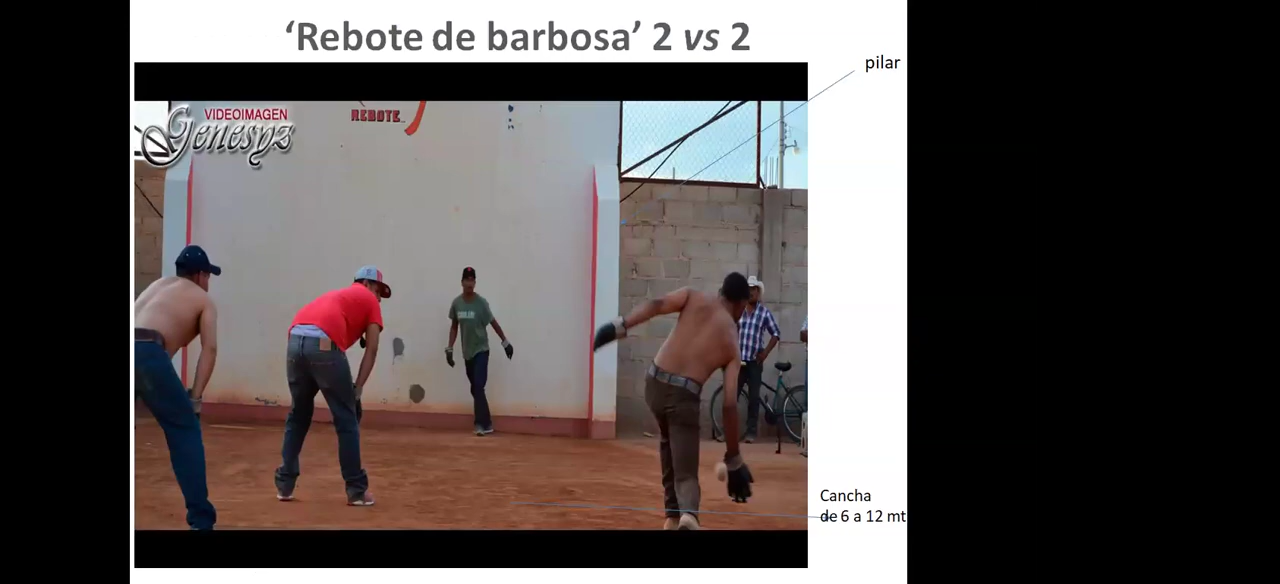 ‘Rebote de barbosa’ 2 vs 2
pilar
VIDEOIMAGEN
Genesyz
REBOTE
Cancha
de 6 a 12 mt